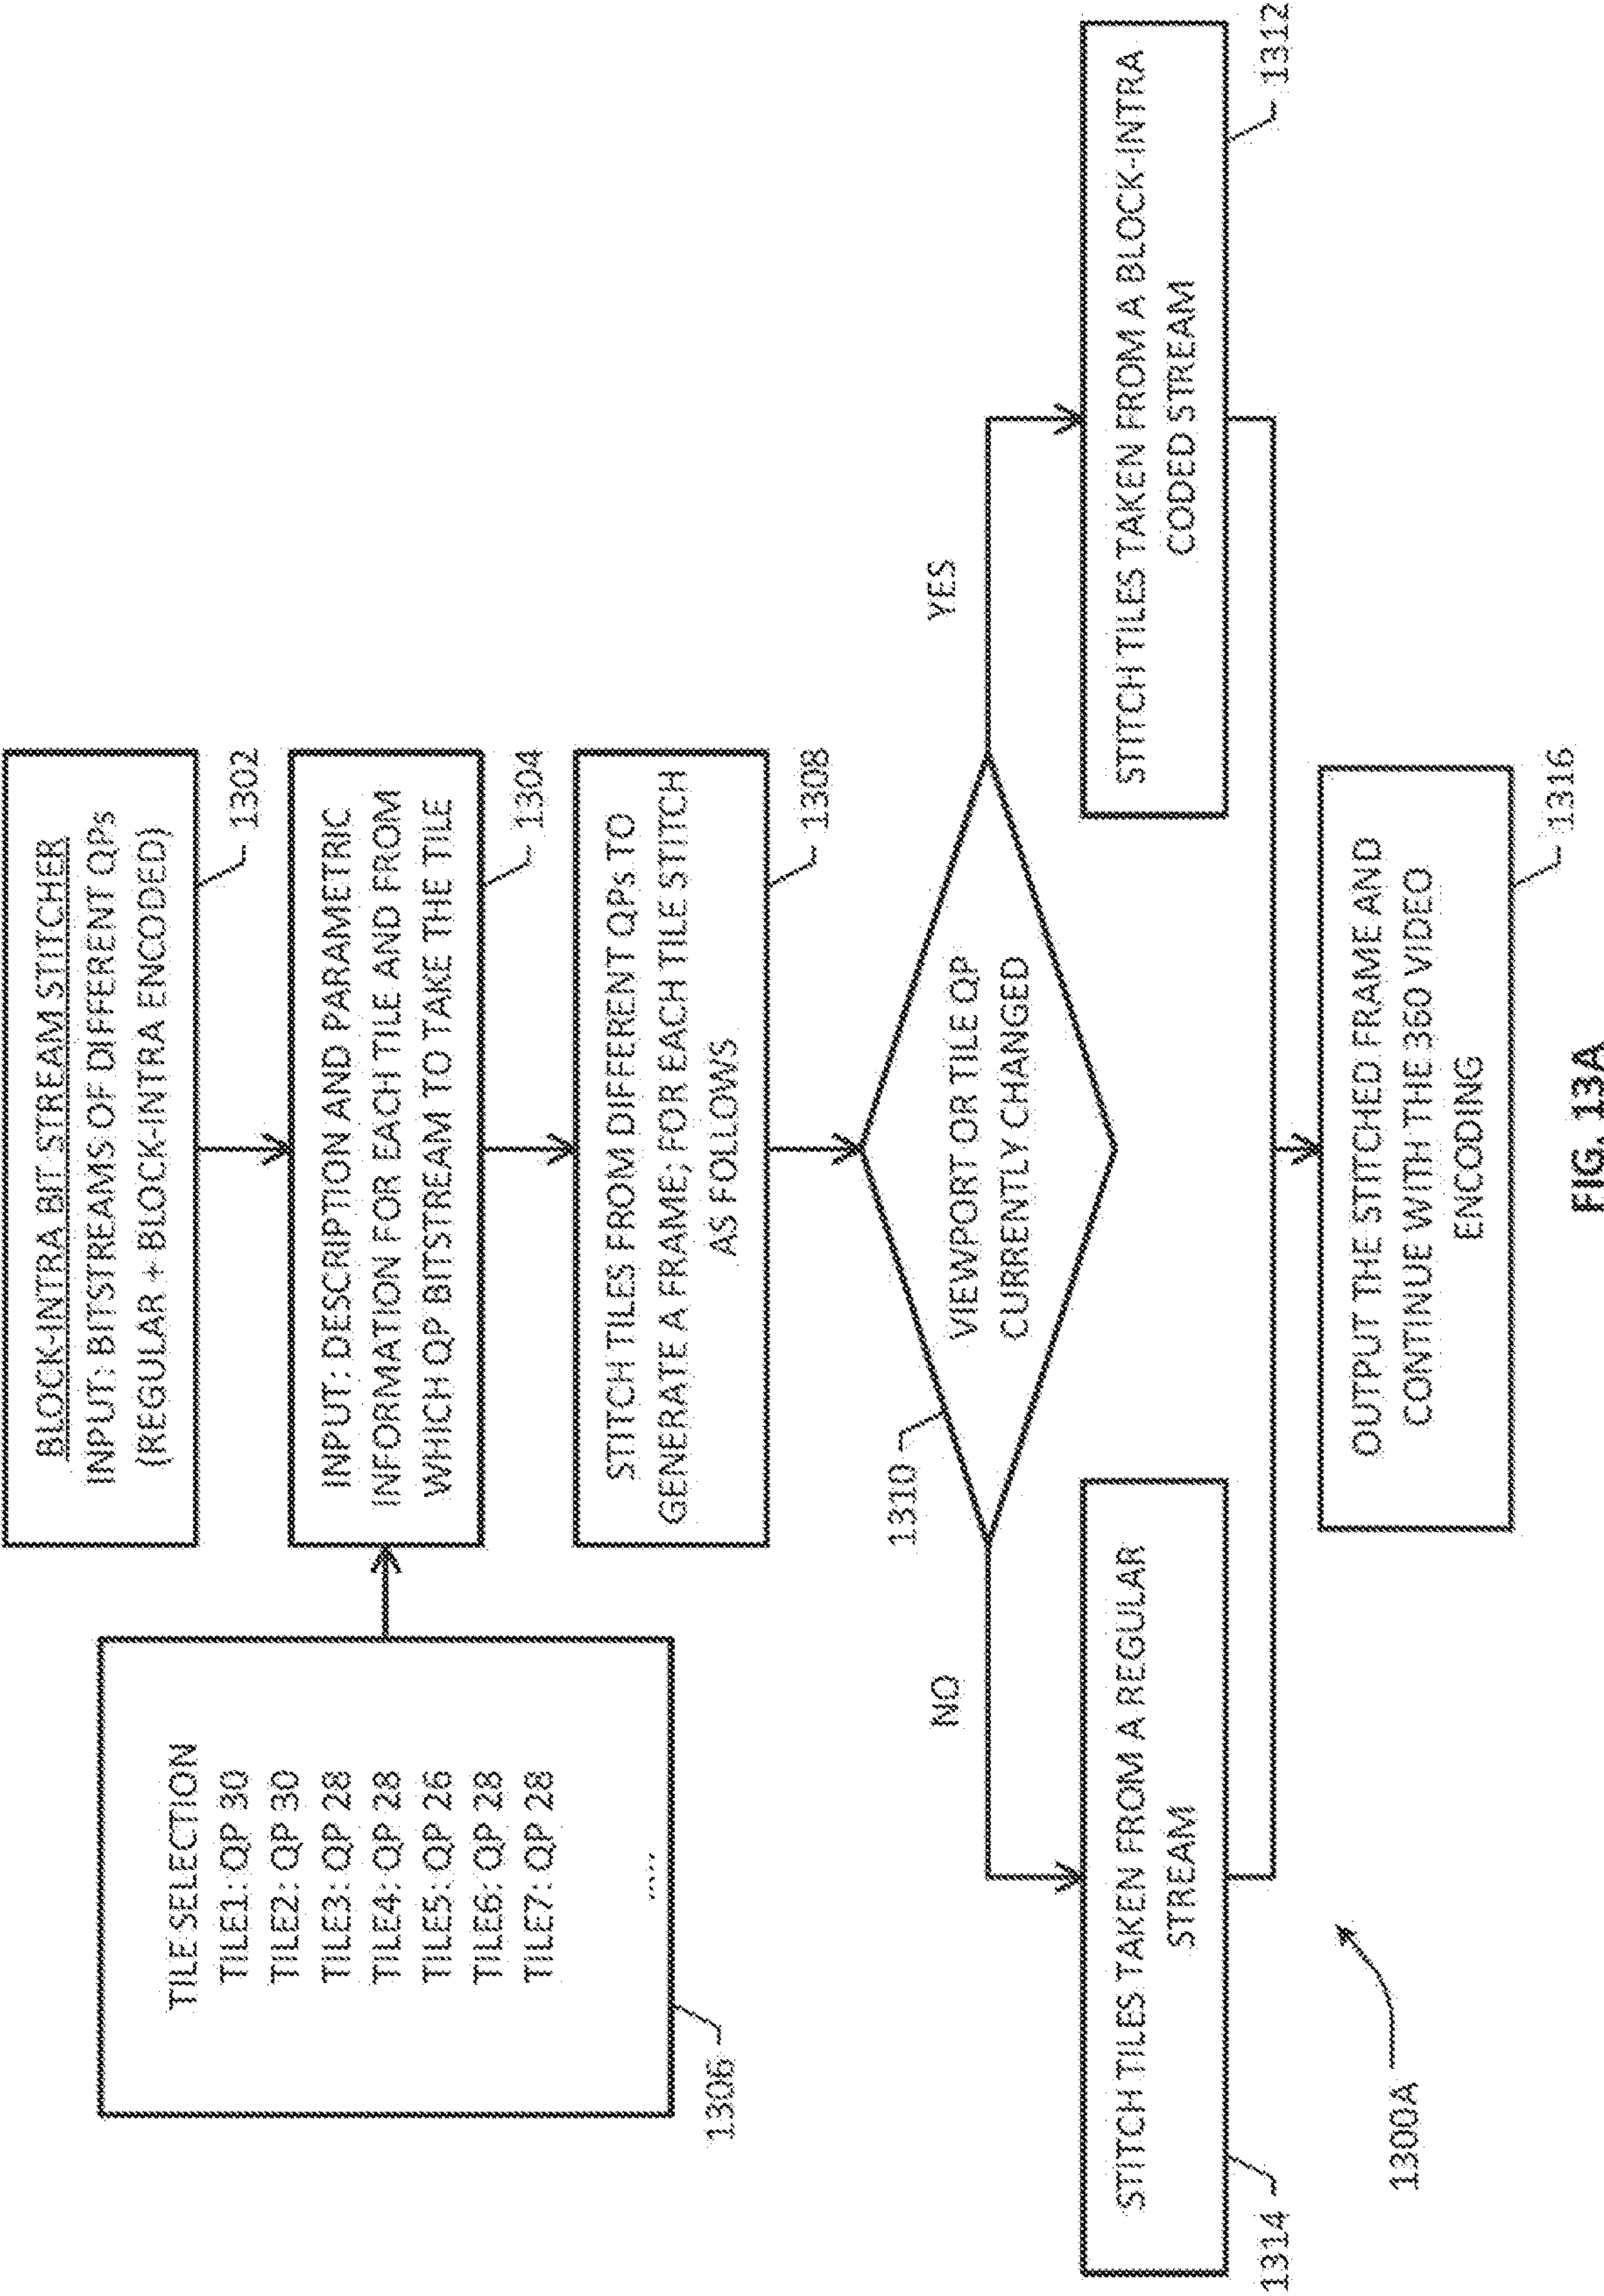 BLOCK-INTRA BIT STREAM STITCHER
INPUT: BITSTREAMS OF DIFFERENT QPs
(REGULAR + BLOCK-INTRA ENCODED)
1302
INPUT: DESCRIPTION AND PARAMETRIC
INFORMATION FOR EACH TILE AND FROM
WHICH QP BITSTREAM TO TAKE THE TILE
1304
TILE SELECTION
TILE1: QP 30
TILE2: QP 30
TILE3: QP 28
TILE4: QP 28
TILE5: QP 26
TILE6: QP 28
TILE7: QP 28
1306
STITCH TILES FROM DIFFERENT QPs TO
GENERATE A FRAME; FOR EACH TILE STITCH
AS FOLLOWS
1308
VIEWPORT OR TILE QP
CURRENTLY CHANGED
1310
NO
YES
STITCH TILES TAKEN FROM A REGULAR
STREAM
1314
STITCH TILES TAKEN FROM A BLOCK-INTRA
CODED STREAM
1312
OUTPUT THE STITCHED FRAME AND
CONTINUE WITH THE 360 VIDEO
ENCODING
1316
1300A
FIG. 13A